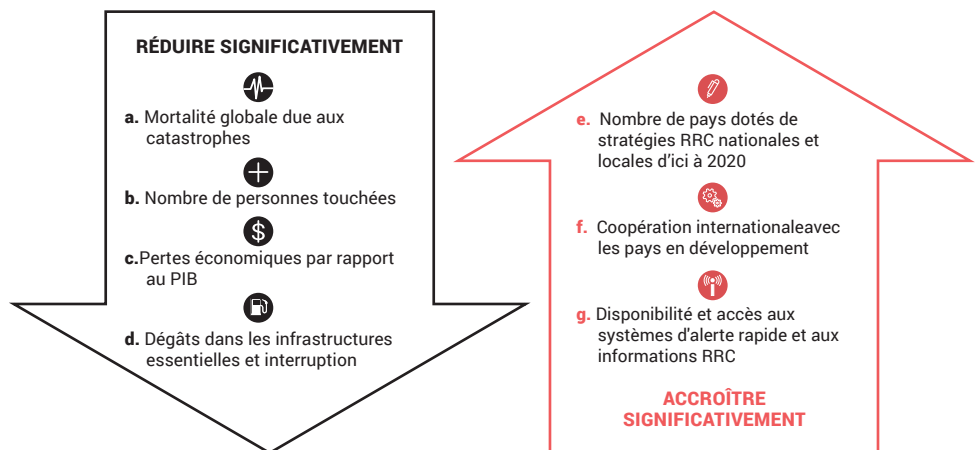 RÉDUIRE SIGNIFICATIVEMENT
a. Mortalité globale due aux
catastrophes
b. Nombre de personnes touchées
$
c.Pertes économiques par rapport
au PIB
d. Dégâts dans les infrastructures
essentielles et interruption
e. Nombre de pays dotés de
stratégies RRC nationales et
locales d’ici à 2020
f. Coopération internationaleavec
les pays en développement
g. Disponibilité et accès aux
systèmes d'alerte rapide et aux
informations RRC
ACCROÎTRE
SIGNIFICATIVEMENT